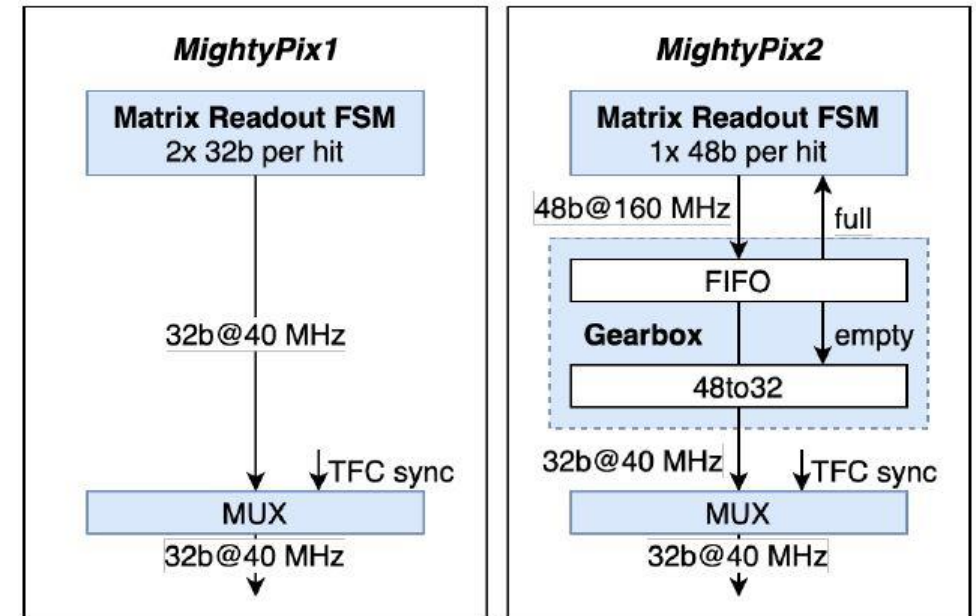 MightyPix1
Matrix Readout FSM
2x 32b per hit
32b@40 MHz
TFC sync
MUX
32b@40 MHz
MightyPix2
Matrix Readout FSM
1x 48b per hit
48b@160 MHz
full
FIFO
Gearbox
empty
48to32
32b@40 MHz
TFC sync
MUX
32b@40 MHz